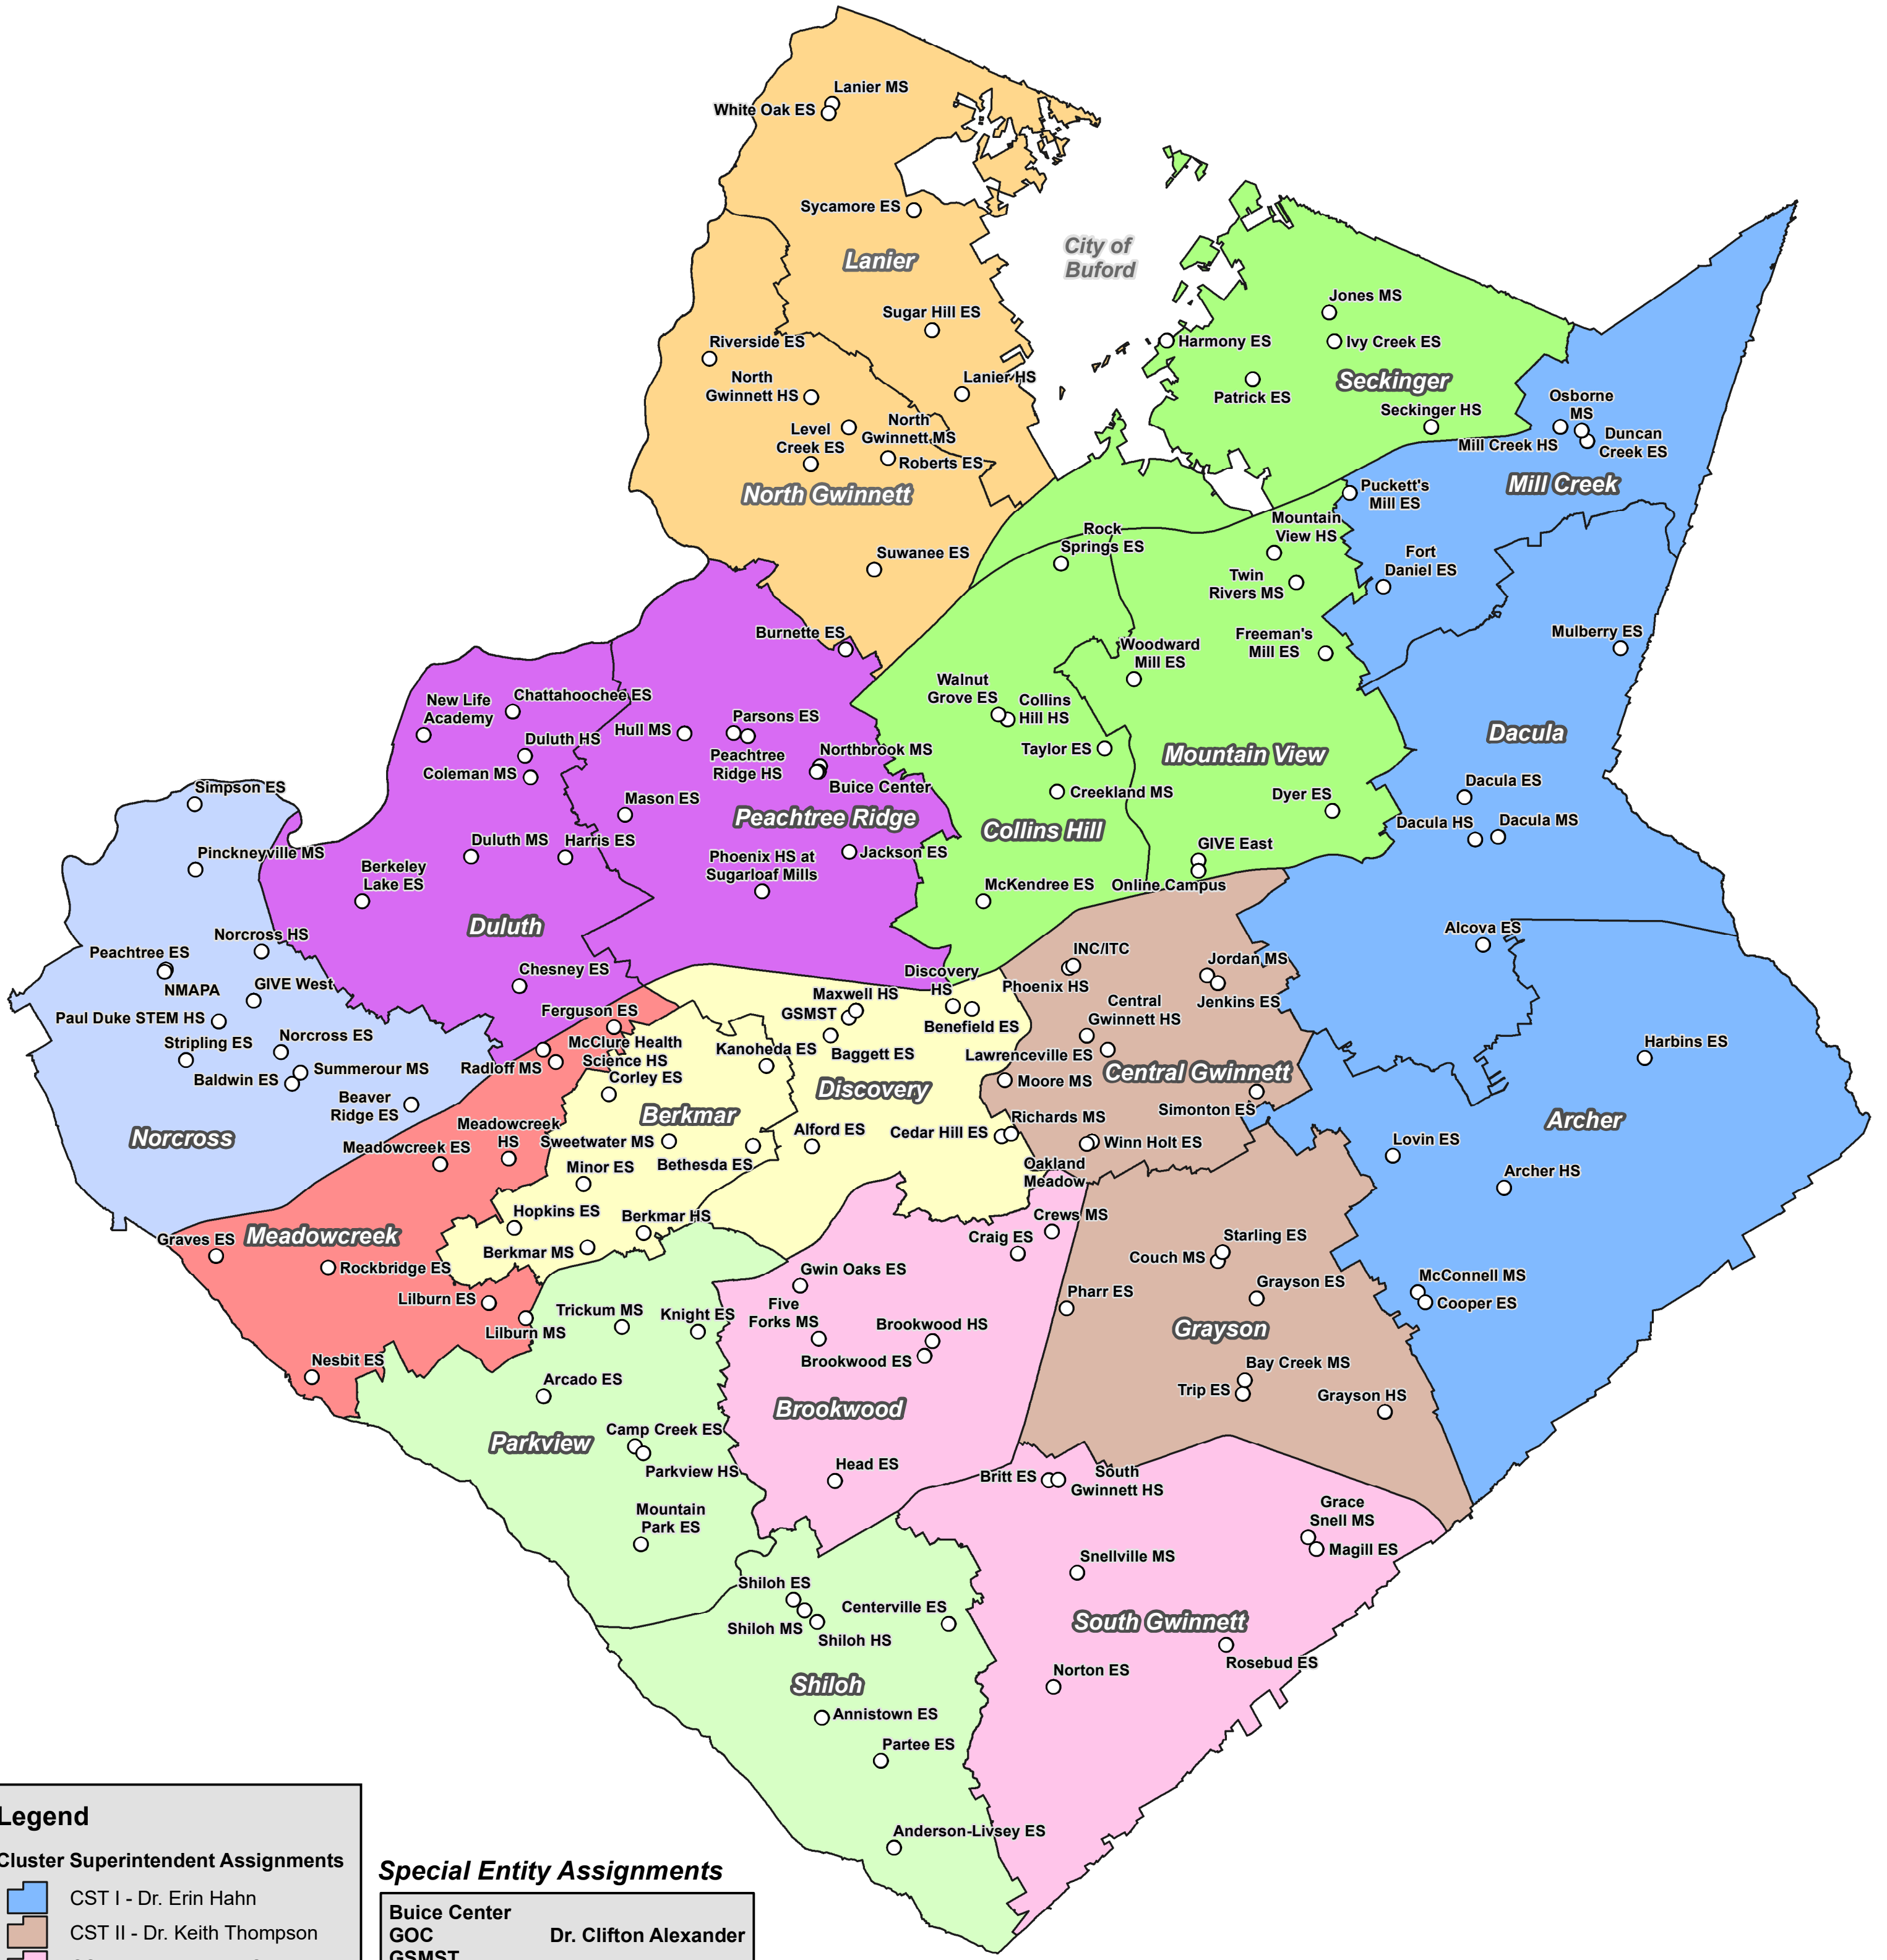 Lanier MS
White Oak ES
Sycamore ES
Lanier
City of
Buford
Sugar Hill ES
Riverside ES
North
Gwinnett HS
Lanier HS
Level
Creek ES
North
Gwinnett MS
Roberts ES
North Gwinnett
Suwanee ES
Jones MS
Harmony ES
Ivy Creek ES
Patrick ES
Seckinger
Seckinger HS
Osborne
MS
Mill Creek HS
Duncan
Creek ES
Mill Creek
Puckett's
Mill ES
Mountain
View HS
Rock
Springs ES
Fort
Daniel ES
Twin
Rivers MS
Burnette ES
Freeman's
Mill ES
Mulberry ES
Woodward
Mill ES
Walnut
Grove ES
Collins
Hill HS
Taylor ES
Mountain View
Dacula
New Life
Academy
Chattahoochee ES
Duluth HS
Coleman MS
Hull MS
Parsons ES
Peachtree
Ridge HS
Northbrook MS
Buice Center
Creekland MS
Dyer ES
Dacula ES
Dacula HS
Dacula MS
Simpson ES
Mason ES
Peachtree Ridge
Collins Hill
Pinckneyville MS
Duluth MS
Harris ES
Jackson ES
GIVE East
Online Campus
Berkeley
Lake ES
Phoenix HS at
Sugarloaf Mills
McKendree ES
Duluth
Alcova ES
Norcross HS
Peachtree ES
NMAPA
GIVE West
Chesney ES
Discovery
HS
INC/ITC
Phoenix HS
Jordan MS
Jenkins ES
Paul Duke STEM HS
Ferguson ES
Maxwell HS
GSMST
Benefield ES
Central
Gwinnett HS
Stripling ES
Norcross ES
McClure Health
Science HS
Radloff MS
Corley ES
Kanoheda ES
Baggett ES
Lawrenceville ES
Harbins ES
Baldwin ES
Summerour MS
Discovery
Moore MS
Central Gwinnett
Beaver
Ridge ES
Berkmar
Richards MS
Simonton ES
Archer
Norcross
Meadowcreek
HS
Meadowcreek ES
Sweetwater MS
Bethesda ES
Alford ES
Cedar Hill ES
Winn Holt ES
Lovin ES
Minor ES
Oakland
Meadow
Archer HS
Hopkins ES
Berkmar HS
Crews MS
Graves ES
Meadowcreek
Berkmar MS
Craig ES
Couch MS
Starling ES
Rockbridge ES
Gwin Oaks ES
Grayson ES
McConnell MS
Cooper ES
Lilburn ES
Lilburn MS
Trickum MS
Knight ES
Five
Forks MS
Brookwood HS
Brookwood ES
Pharr ES
Grayson
Nesbit ES
Arcado ES
Bay Creek MS
Trip ES
Grayson HS
Brookwood
Parkview
Camp Creek ES
Parkview HS
Head ES
Britt ES
South
Gwinnett HS
Mountain
Park ES
Grace
Snell MS
Magill ES
Snellville MS
Shiloh ES
Shiloh MS
Shiloh HS
Centerville ES
South Gwinnett
Rosebud ES
Norton ES
Shiloh
Annistown ES
Partee ES
Anderson-Livsey ES
Legend
Cluster Superintendent Assignments
CST I - Dr. Erin Hahn
CST II - Dr. Keith Thompson
Special Entity Assignments
Buice Center
GOC
Dr. Clifton Alexander
GSMST